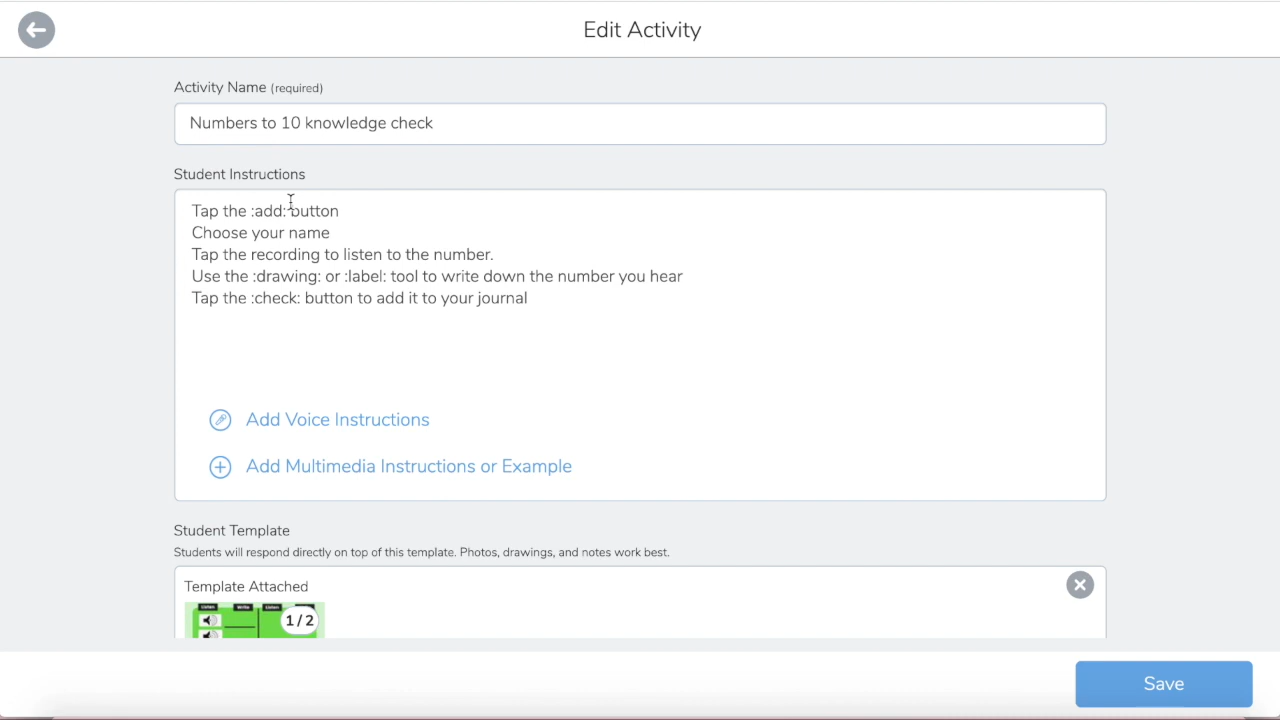 Edit Activity
Activity Name (required)
Numbers to 10 knowledge check
Student Instructions
Tap the :add: button
Choose your name
Tap the recording to listen to the number.
Use the :drawing: or :label: tool to write down the number you hear
Tap the :check: button to add it to your journal
Add Voice Instructions
Add Multimedia Instructions or Example
Student Template
Students will respond directly on top of this template. Photos, drawings, and notes work best.
Template Attached
Listen Write Listen
1 / 2
Save